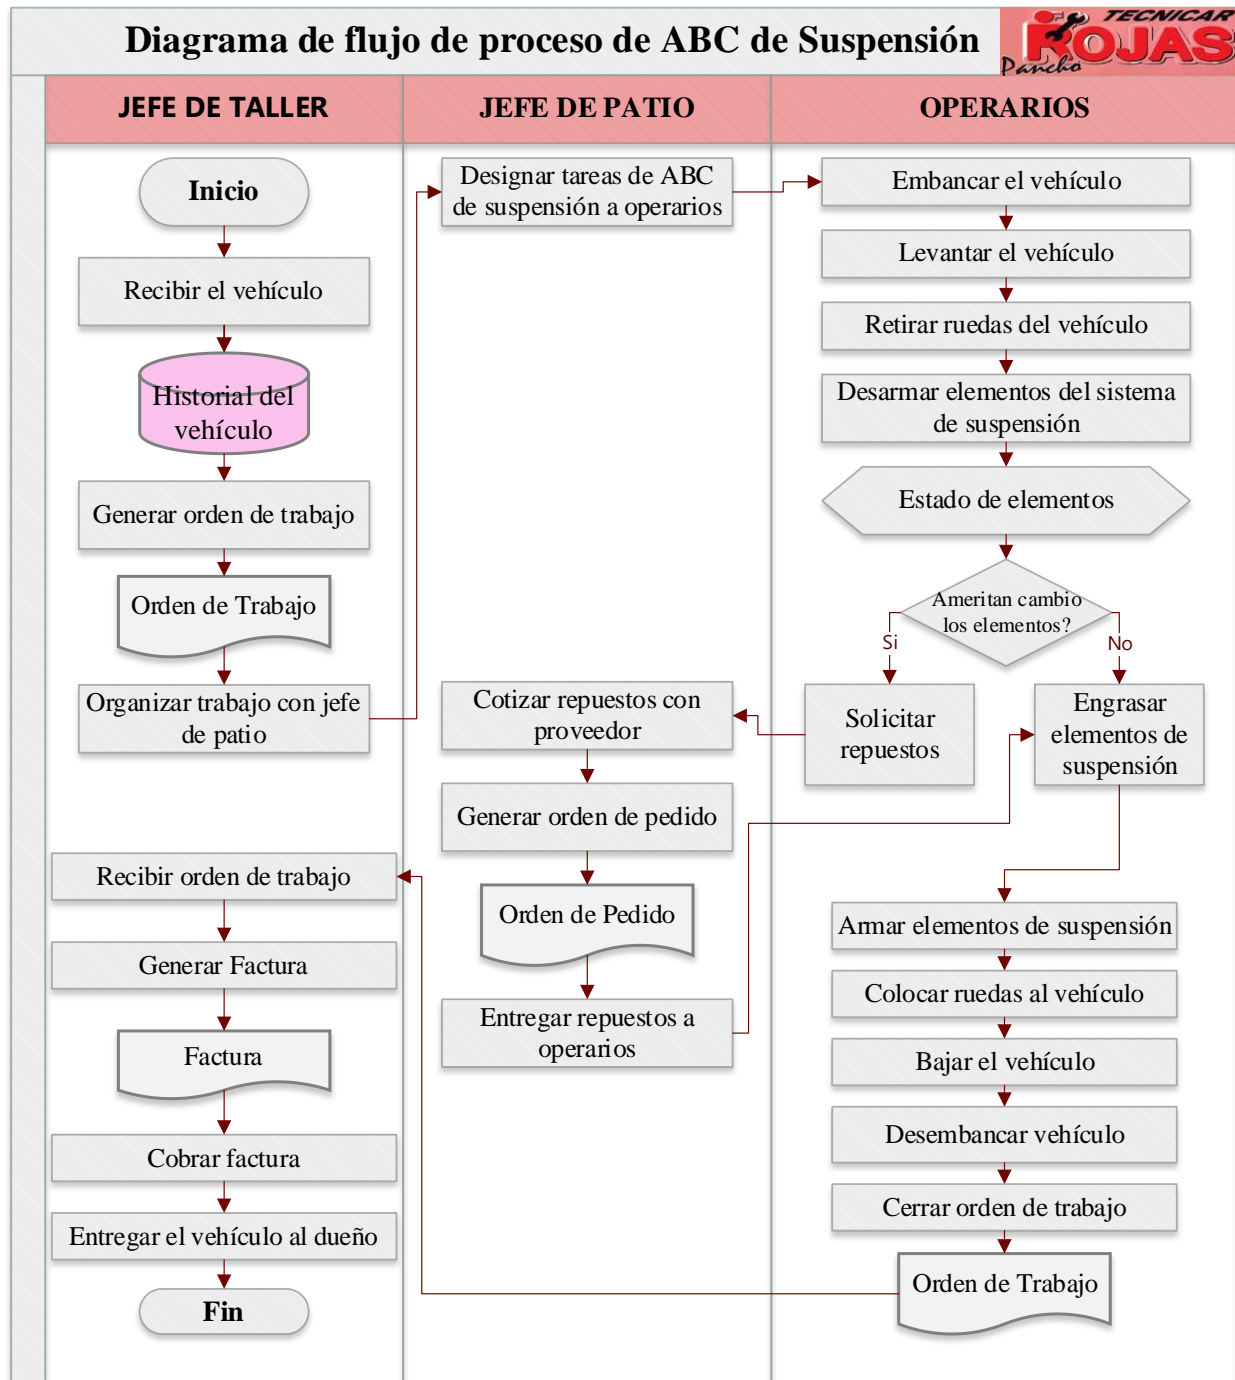 Diagrama de flujo de proceso de ABC de Suspensión
TECNICAR
ROJAS
Pancho
JEFE DE TALLER
JEFE DE PATIO
OPERARIOS
Inicio
Recibir el vehículo
Historial del
vehículo
Generar orden de trabajo
Orden de Trabajo
Organizar trabajo con jefe
de patio
Designar tareas de ABC
de suspensión a operarios
Embancar el vehículo
Levantar el vehículo
Retirar ruedas del vehículo
Desarmar elementos del sistema
de suspensión
Estado de elementos
Ameritan cambio
los elementos?
Si
No
Solicitar
repuestos
Engrasar
elementos de
suspensión
Cotizar repuestos con
proveedor
Generar orden de pedido
Orden de Pedido
Entregar repuestos a
operarios
Armar elementos de suspensión
Colocar ruedas al vehículo
Bajar el vehículo
Desembancar vehículo
Cerrar orden de trabajo
Orden de Trabajo
Recibir orden de trabajo
Generar Factura
Factura
Cobrar factura
Entregar el vehículo al dueño
Fin